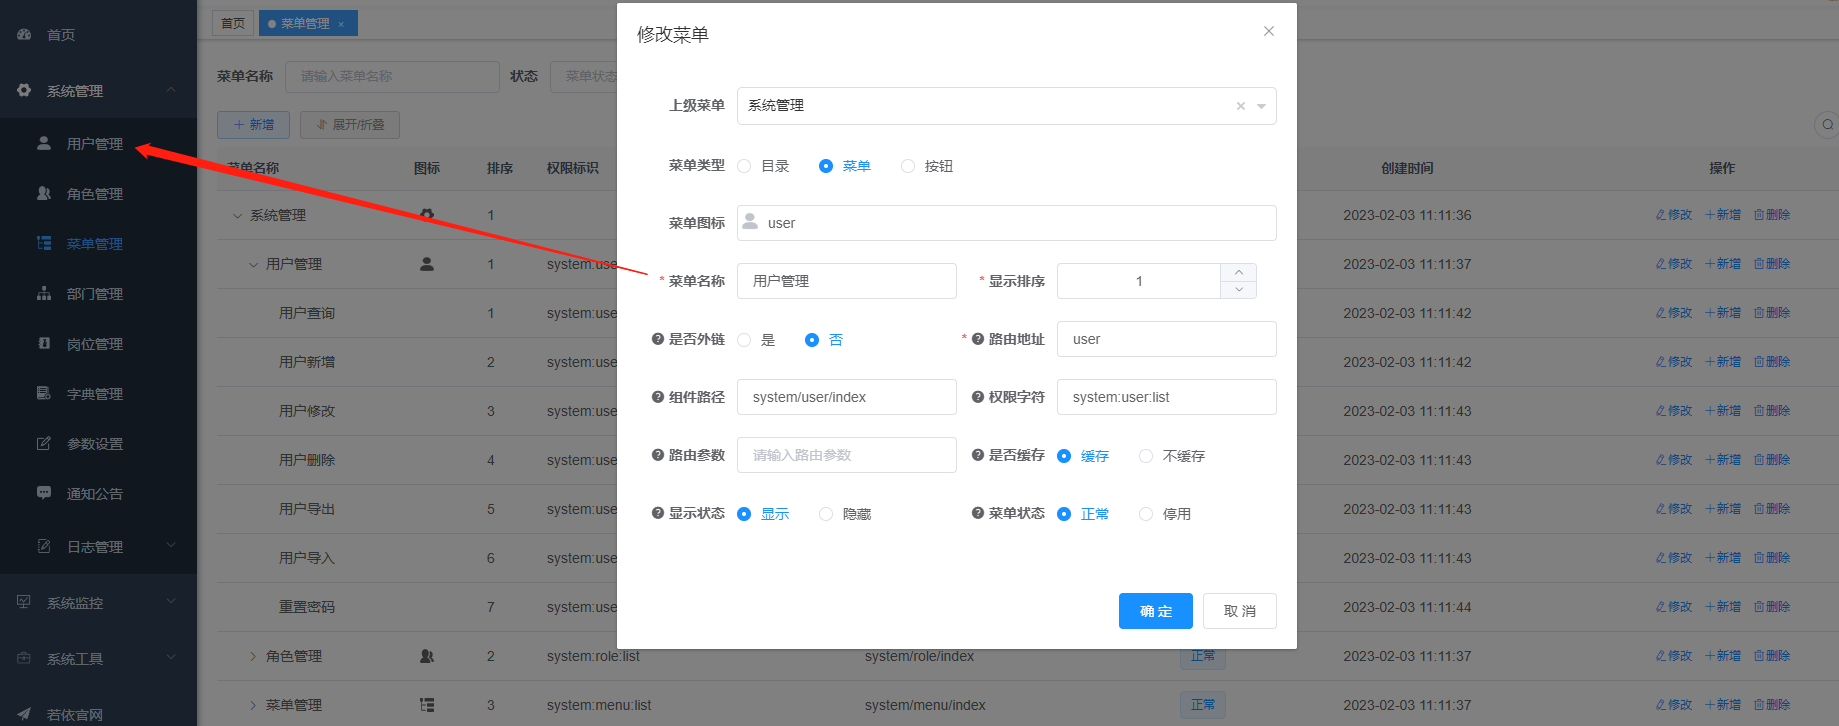 首页
系统管理
用户管理
角色管理
菜单管理
部门管理
岗位管理
字典管理
参数设置
通知公告
日志管理
系统监控
系统工具
若依官网
首页 菜单管理 ×
菜单名称 请输入菜单名称 状态 菜单状态
+ 新增 展开/折叠
菜单名称 图标 排序 权限标识 创建时间 操作
系统管理 1 2023-02-03 11:11:36 修改 +新增 删除
用户管理 1 system:use 2023-02-03 11:11:37 修改 +新增 删除
用户查询 1 system:use 2023-02-03 11:11:42 修改 +新增 删除
用户新增 2 system:use 2023-02-03 11:11:42 修改 +新增 删除
用户修改 3 system:use 2023-02-03 11:11:43 修改 +新增 删除
用户删除 4 system:use 2023-02-03 11:11:43 修改 +新增 删除
用户导出 5 system:use 2023-02-03 11:11:43 修改 +新增 删除
用户导入 6 system:use 2023-02-03 11:11:43 修改 +新增 删除
重置密码 7 system:use 2023-02-03 11:11:44 修改 +新增 删除
角色管理 2 system:role:list system/role/index 正常 2023-02-03 11:11:37 修改 +新增 删除
菜单管理 3 system:menu:list system/menu/index 正常 2023-02-03 11:11:37 修改 +新增 删除
修改菜单
上级菜单 系统管理
菜单类型 目录 菜单 按钮
菜单图标 user
* 菜单名称 用户管理 * 显示排序 1
是否外链 是 否 * 路由地址 user
组件路径 system/user/index 权限字符 system:user:list
路由参数 请输入路由参数 是否缓存 缓存 不缓存
显示状态 显示 隐藏 菜单状态 正常 停用
确 定 取 消